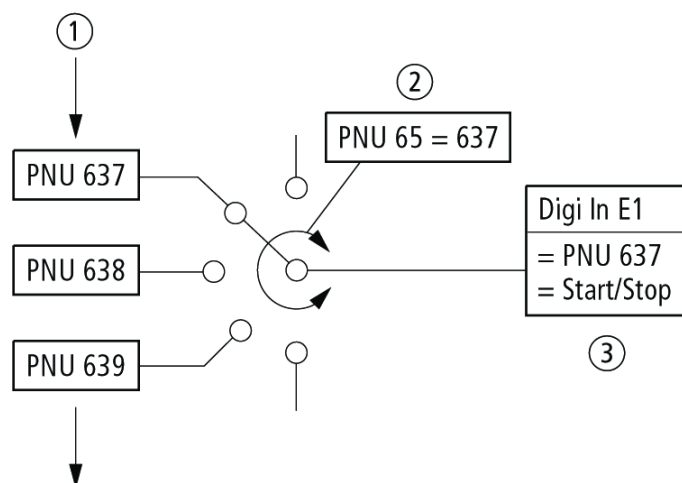 1
2
PNU 65 = 637
PNU 637
Digi In E1
= PNU 637
= Start/Stop
PNU 638
3
PNU 639